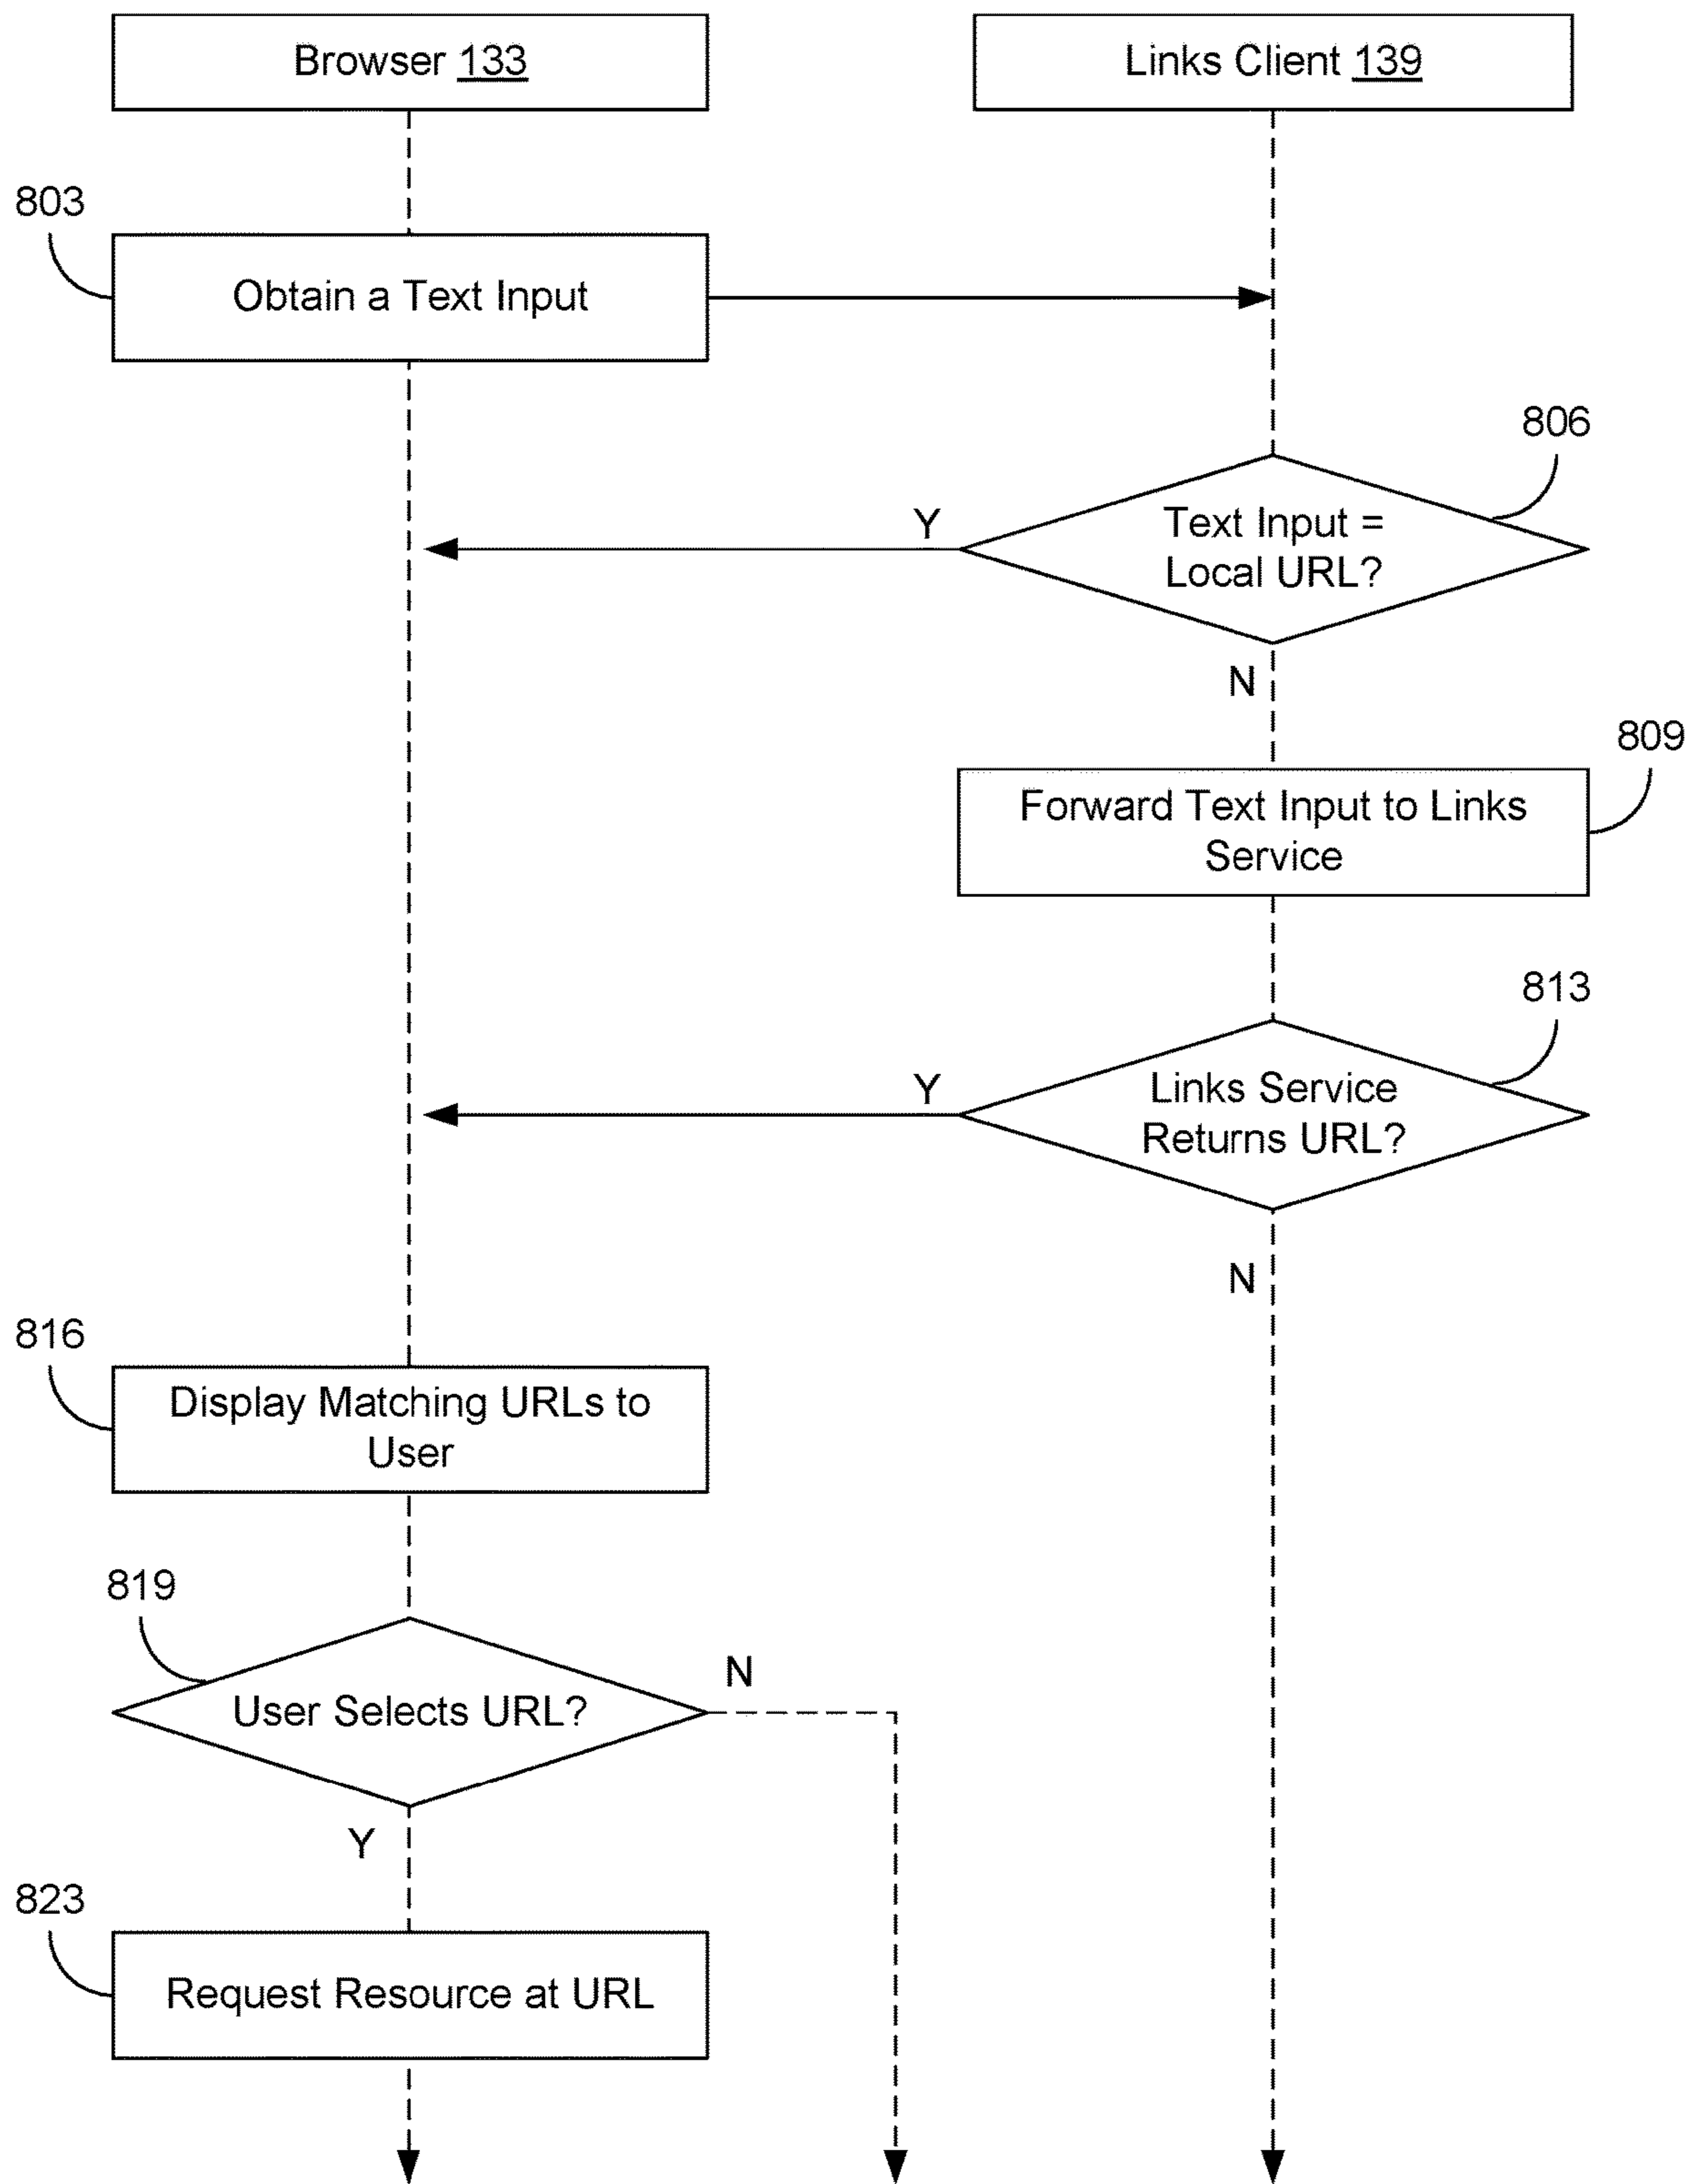 Browser 133
Links Client 139
803
Obtain a Text Input
806
Y
Text Input =
Local URL?
N
809
Forward Text Input to Links
Service
813
Y
Links Service
Returns URL?
N
816
Display Matching URLs to
User
819
N
User Selects URL?
Y
823
Request Resource at URL